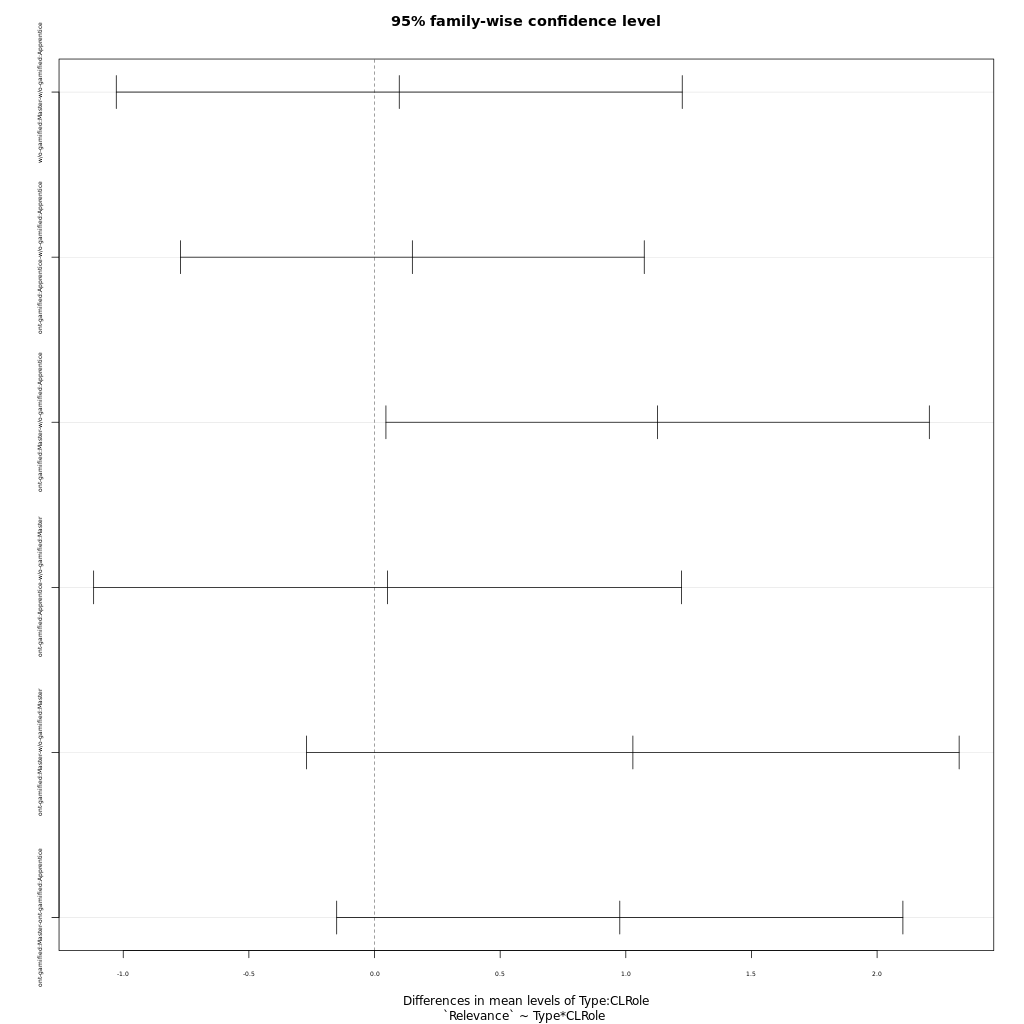 95% family-wise confidence level
w/o-gamified:Master-w/o-gamified:Apprentice
ont-gamified:Apprentice-w/o-gamified:Apprentice
ont-gamified:Master-w/o-gamified:Apprentice
ont-gamified:Apprentice-w/o-gamified:Master
ont-gamified:Master-w/o-gamified:Master
ont-gamified:Master-ont-gamified:Apprentice
-1.0 -0.5 0.0 0.5 1.0 1.5 2.0
Differences in mean levels of Type:CLRole
`Relevance` ~ Type*CLRole